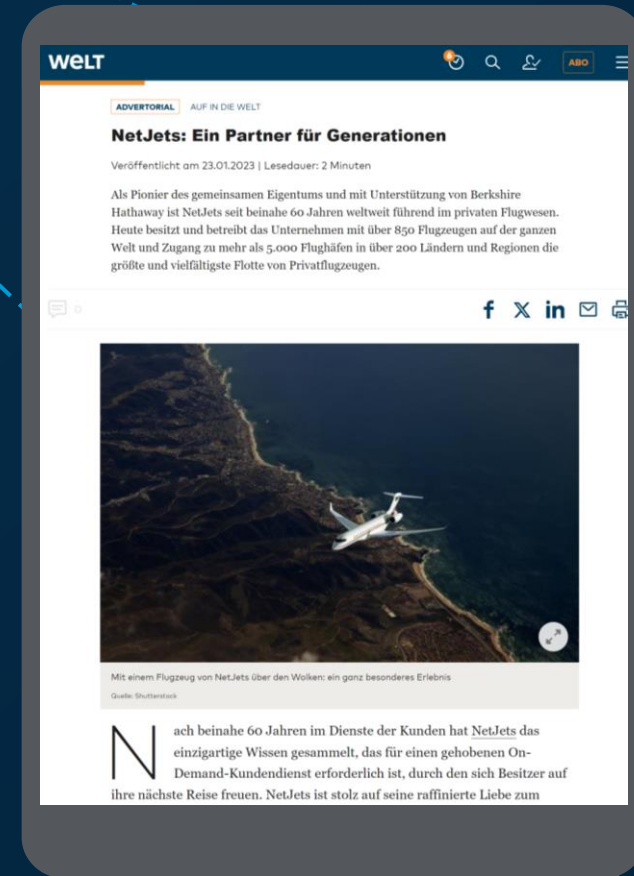 welt
6
ABO
ADVERTORIAL AUF IN DIE WELT
NetJets: Ein Partner für Generationen
Veröffentlicht am 23.01.2023 | Lesedauer: 2 Minuten
Als Pionier des gemeinsamen Eigentums und mit Unterstützung von Berkshire
Hathaway ist NetJets seit beinahe 60 Jahren weltweit führend im privaten Flugwesen.
Heute besitzt und betreibt das Unternehmen mit über 850 Flugzeugen auf der ganzen
Welt und Zugang zu mehr als 5.000 Flughäfen in über 200 Ländern und Regionen die
größte und vielfältigste Flotte von Privatflugzeugen.
0
Mit einem Flugzeug von NetJets über den Wolken: ein ganz besonderes Erlebnis
Quelle: Shutterstock
Nach beinahe 60 Jahren im Dienste der Kunden hat NetJets das
einzigartige Wissen gesammelt, das für einen gehobenen On-
Demand-Kundendienst erforderlich ist, durch den sich Besitzer auf
ihre nächste Reise freuen. NetJets ist stolz auf seine raffinierte Liebe zum